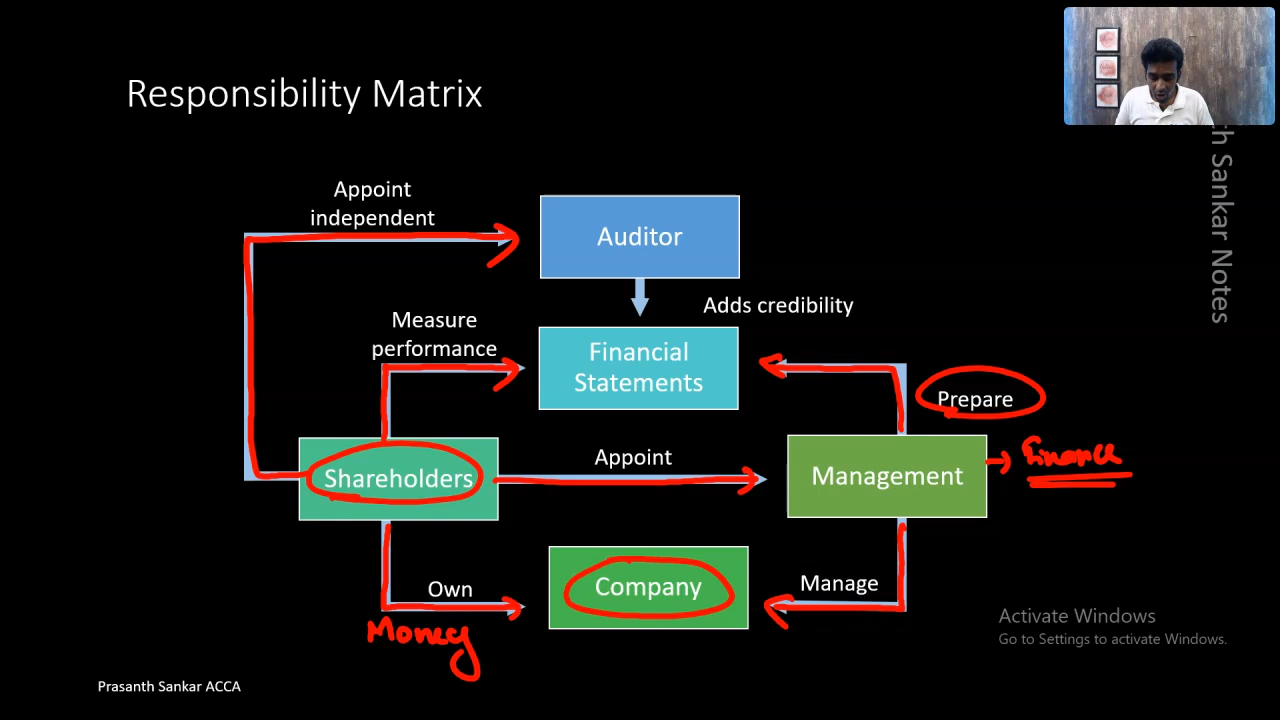 Responsibility Matrix
Appoint
independent
Auditor
Adds credibility
Measure
performance
Financial
Statements
Prepare
Finance
Shareholders
Appoint
Management
Own
Company
Manage
Money
Activate Windows
Go to Settings to activate Windows.
Prasanth Sankar ACCA
Sankar Notes